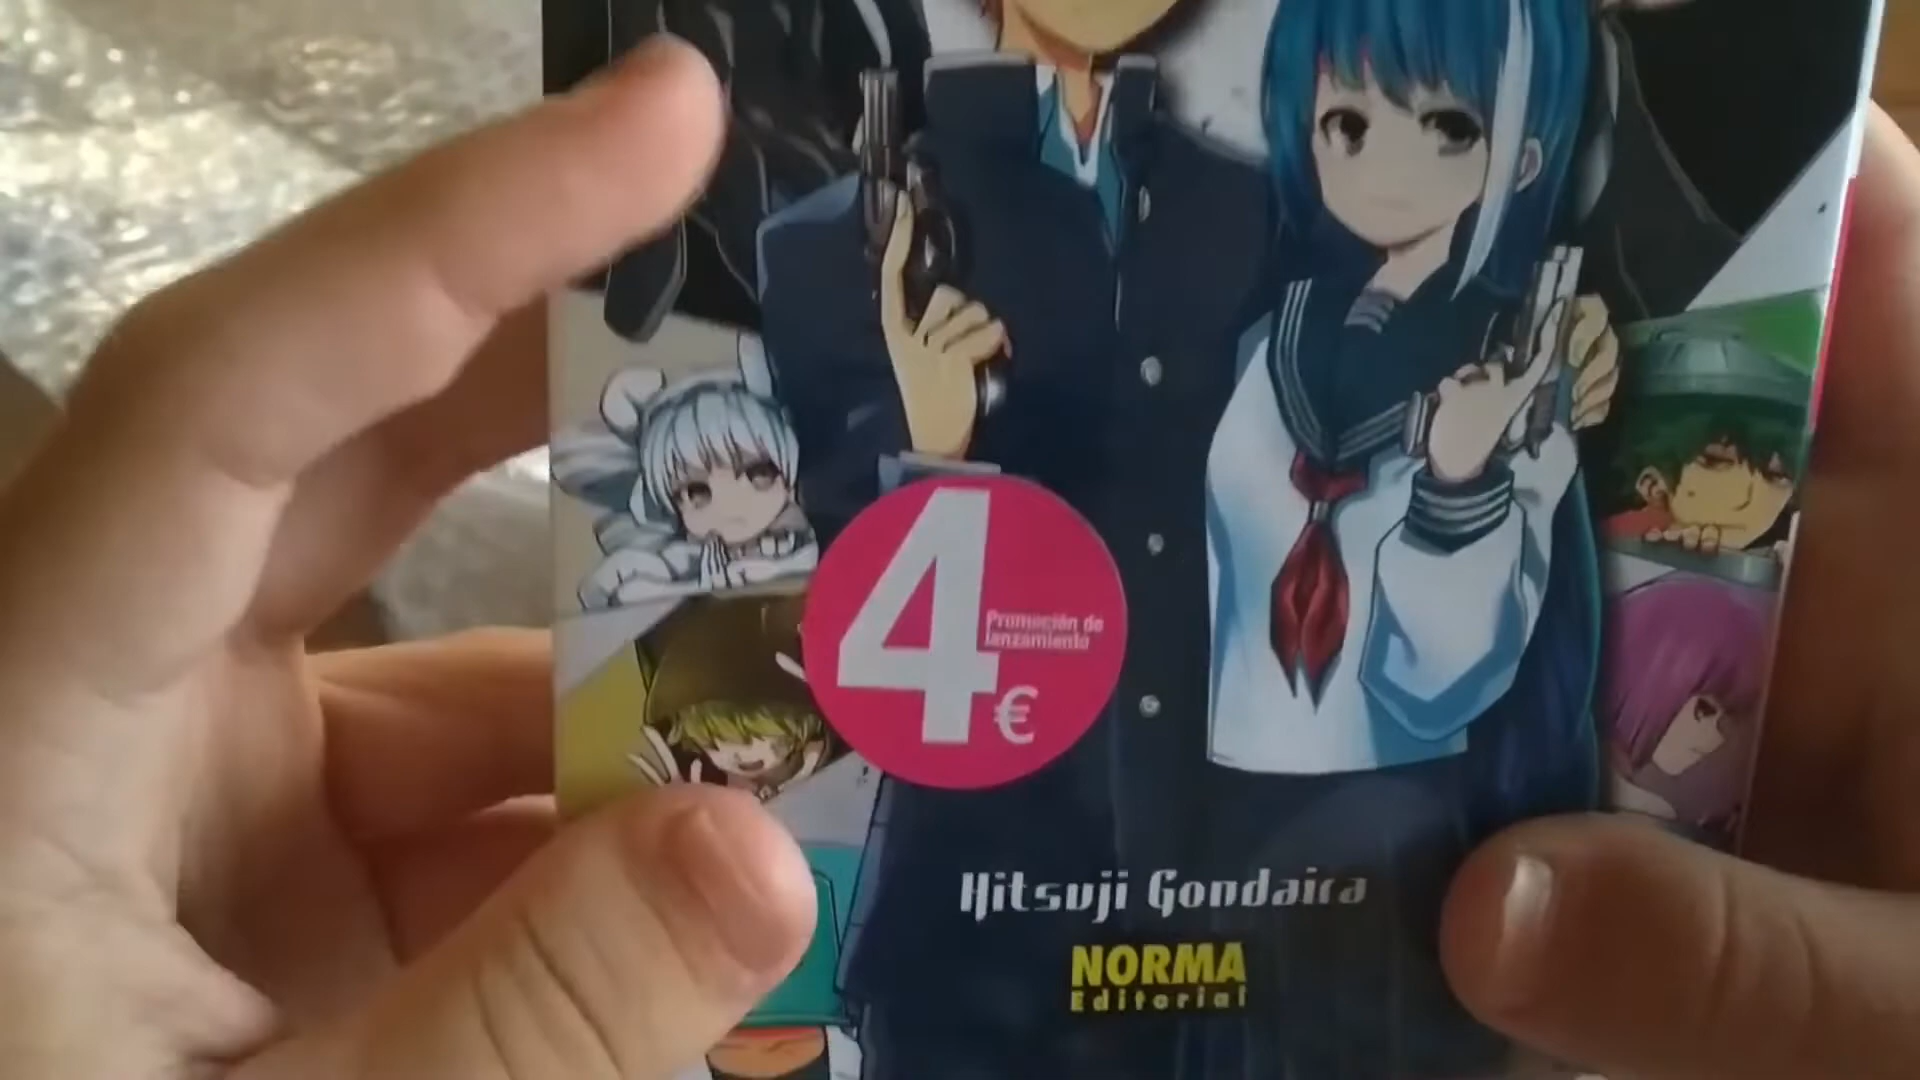 4
Promoción de
lanzamiento
€
Hitsuji Gondaira
NORMA
Editorial